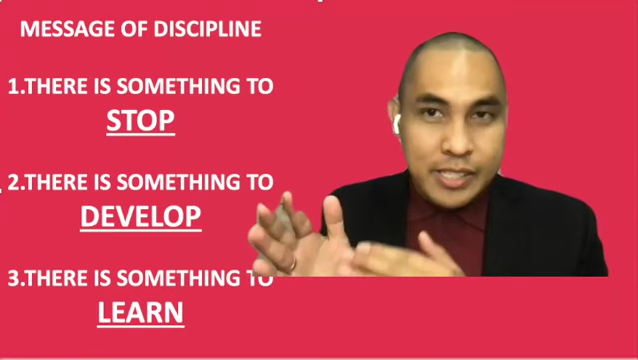 MESSAGE OF DISCIPLINE
1.THERE IS SOMETHING TO
STOP
2.THERE IS SOMETHING TO
DEVELOP
3.THERE IS SOMETHING TO
LEARN